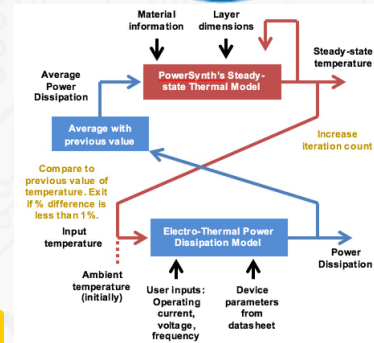 Material
information
Layer
dimensions
Steady-state
temperature
Average
Power
Dissipation
PowerSynth's Steady-
state Thermal Model
Average with
previous value
Increase
iteration count
Compare to
previous value of
temperature. Exit
if % difference is
less than 1%.
Input
temperature
Electro-Thermal Power
Dissipation Model
Power
Dissipation
Ambient
temperature
(initially)
User inputs:
Operating
current,
voltage,
frequency
Device
parameters
from
datasheet